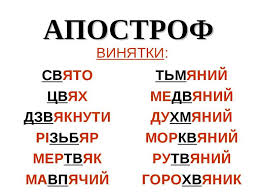 АПОСТРОФ
ВИНЯТКИ:
СВЯТО ТЬМЯНИЙ
ЦВЯХ МЕДВЯНИЙ
ДЗВЯКНУТИ ДУХМЯНИЙ
РІЗЬБЯР МОРКВЯНИЙ
МЕРТВЯК РУТВЯНИЙ
МАВПЯЧИЙ ГОРОХВЯНИК